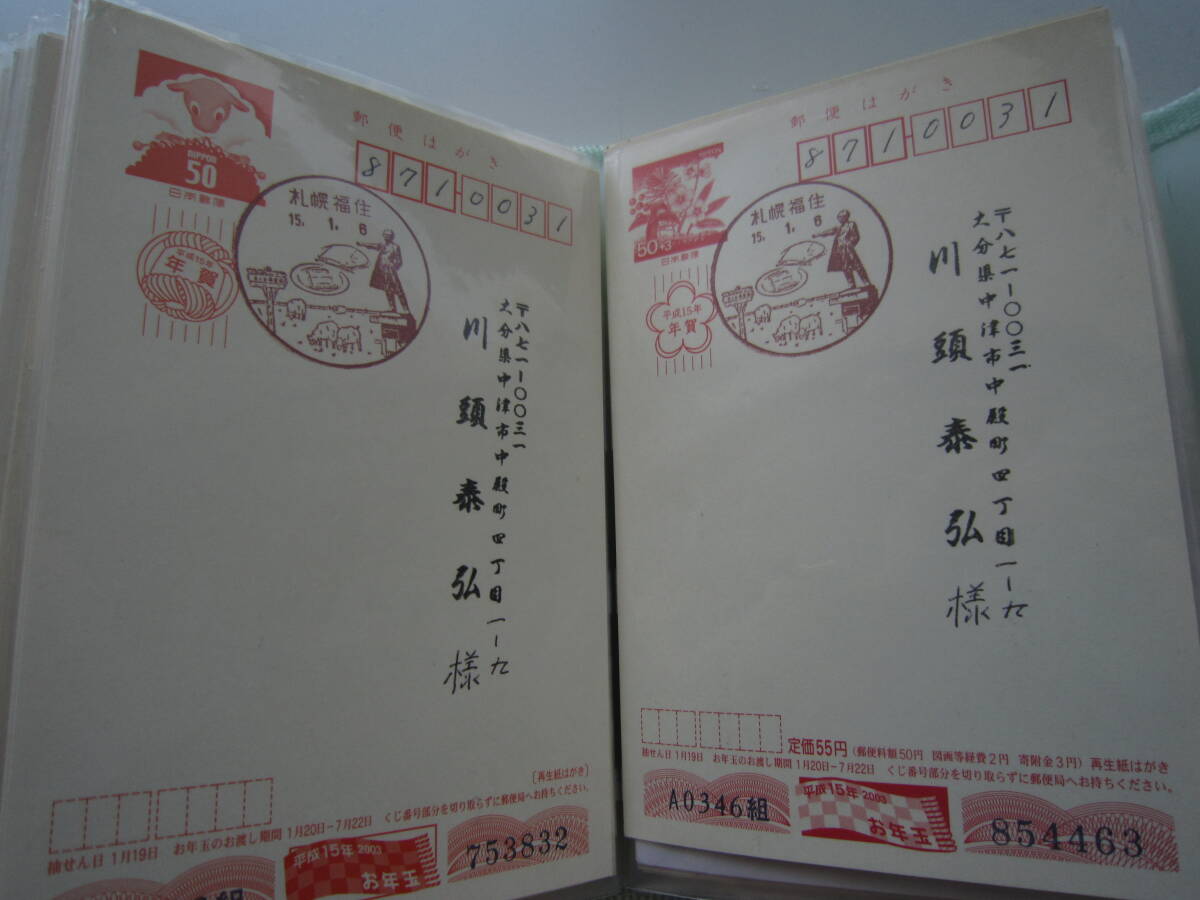 郵便はがき
8710031
NIPPON
50
日本郵便
平成15年
年賀
札幌福住
15.1.6
〒八七一-〇〇三一
大分県中津市中殿町四丁目一-九
川頭泰弘様
〔再生紙はがき〕
抽せん日 1月19日 お年玉のお渡し期間 1月20日-7月22日 くじ番号部分を切り取らずに郵便局へお持ちください。
組
平成15年 2003
お年玉
753832
郵便はがき
8710031
50+3
日本郵便
平成15年
年賀
札幌福住
15.1.6
〒八七一-〇〇三一
大分県中津市中殿町四丁目一-九
川頭泰弘様
定価55円(郵便料額50円 図画等経費2円 寄附金3円) 再生紙はがき
抽せん日 1月19日 お年玉のお渡し期間 1月20日-7月22日 くじ番号部分を切り取らずに郵便局へお持ちください。
A0346組
平成15年 2003
お年玉
854463